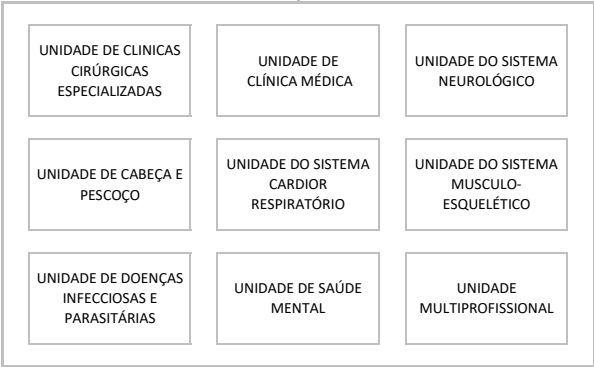 UNIDADE DE CLINICAS
CIRÚRGICAS
ESPECIALIZADAS
UNIDADE DE
CLÍNICA MÉDICA
UNIDADE DO SISTEMA
NEUROLÓGICO
UNIDADE DE CABEÇA E
PESCOÇO
UNIDADE DO SISTEMA
CARDIOR
RESPIRATÓRIO
UNIDADE DO SISTEMA
MUSCULO-
ESQUELÉTICO
UNIDADE DE DOENÇAS
INFECCIOSAS E
PARASITÁRIAS
UNIDADE DE SAÚDE
MENTAL
UNIDADE
MULTIPROFISSIONAL